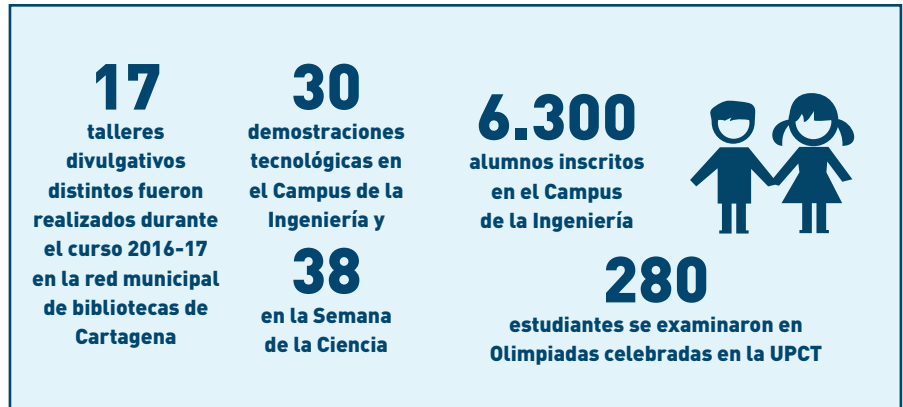 17
talleres
divulgativos
distintos fueron
realizados durante
el curso 2016-17
en la red municipal
de bibliotecas de
Cartagena
30
demostraciones
tecnológicas en
el Campus de la
Ingeniería y
38
en la Semana
de la Ciencia
6.300
alumnos inscritos
en el Campus
de la Ingeniería
280
estudiantes se examinaron en
Olimpiadas celebradas en la UPCT